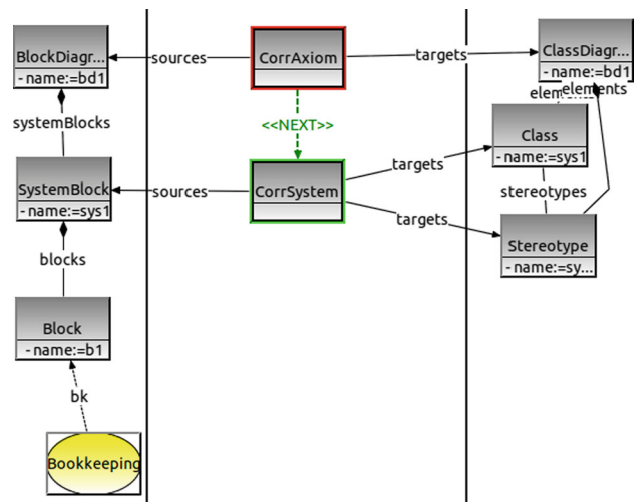 BlockDiagr...
- name:=bd1
sources
CorrAxiom
targets
ClassDiagr...
- name:=bd1
elements
elem
systemBlocks
<<NEXT>>
Class
- name:=sys1
targets
SystemBlock
- name:=sys1
sources
CorrSystem
stereotypes
targets
Stereotype
- name:=sy...
blocks
Block
- name:=b1
bk
Bookkeeping